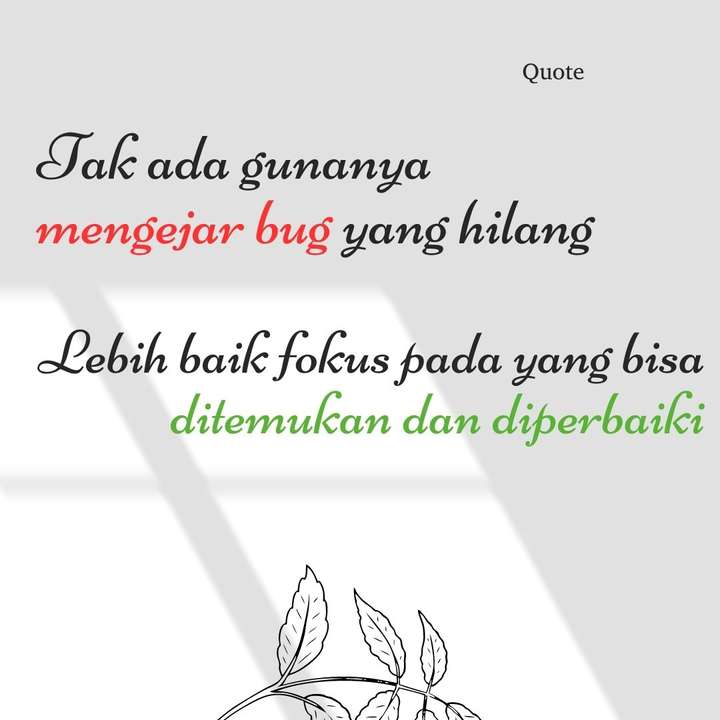 Quote
Tak ada gunanya
mengejar bug yang hilang
Lebih baik fokus pada yang bisa
ditemukan dan diperbaiki